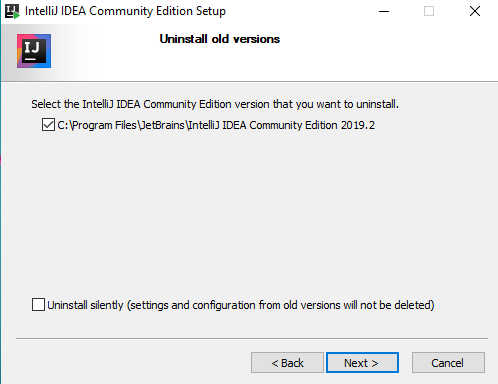 IntelliJ IDEA Community Edition Setup
IJ
Uninstall old versions
Select the IntelliJ IDEA Community Edition version that you want to uninstall.
C:\Program Files\JetBrains\IntelliJ IDEA Community Edition 2019.2
Uninstall silently (settings and configuration from old versions will not be deleted)
< Back
Next >
Cancel